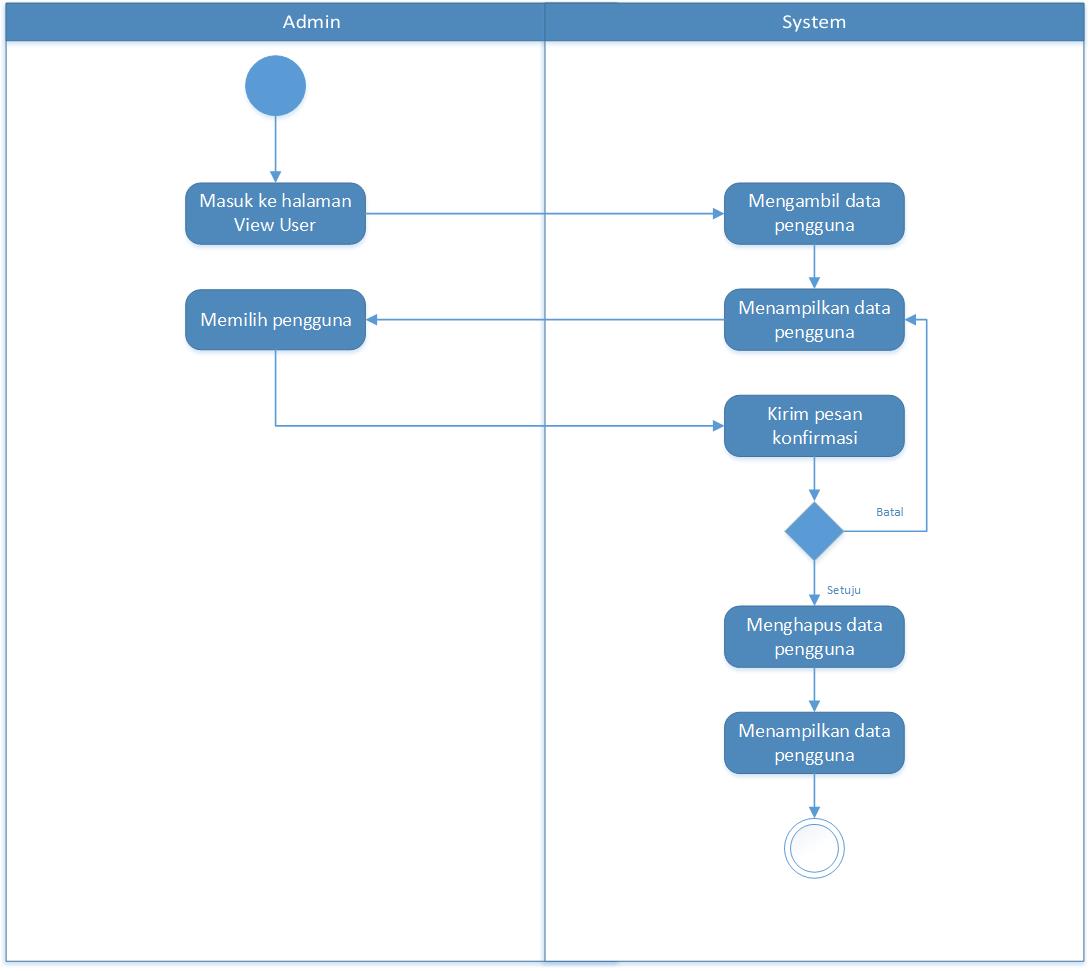 Admin
System
Masuk ke halaman
View User
Mengambil data
pengguna
Memilih pengguna
Menampilkan data
pengguna
Kirim pesan
konfirmasi
Batal
Setuju
Menghapus data
pengguna
Menampilkan data
pengguna